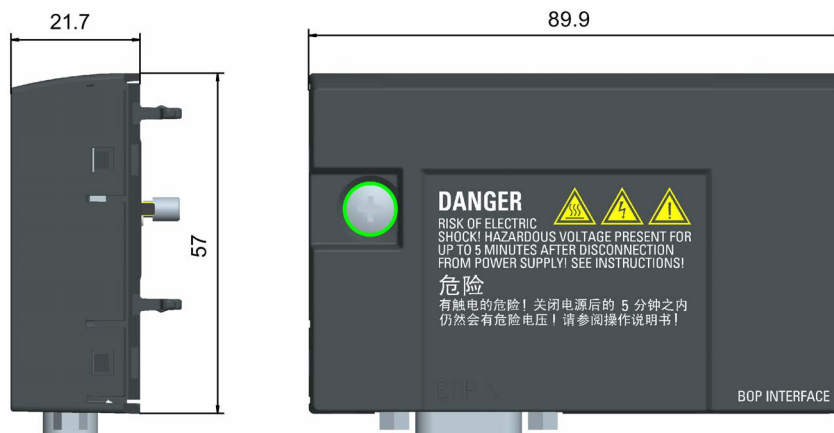 21.7
89.9
57
DANGER
RISK OF ELECTRIC
SHOCK! HAZARDOUS VOLTAGE PRESENT FOR
UP TO 5 MINUTES AFTER DISCONNECTION
FROM POWER SUPPLY! SEE INSTRUCTIONS!
危险
有触电的危险！关闭电源后的 5 分钟之内
仍然会有危险电压！请参阅操作说明书！
BOP
BOP INTERFACE